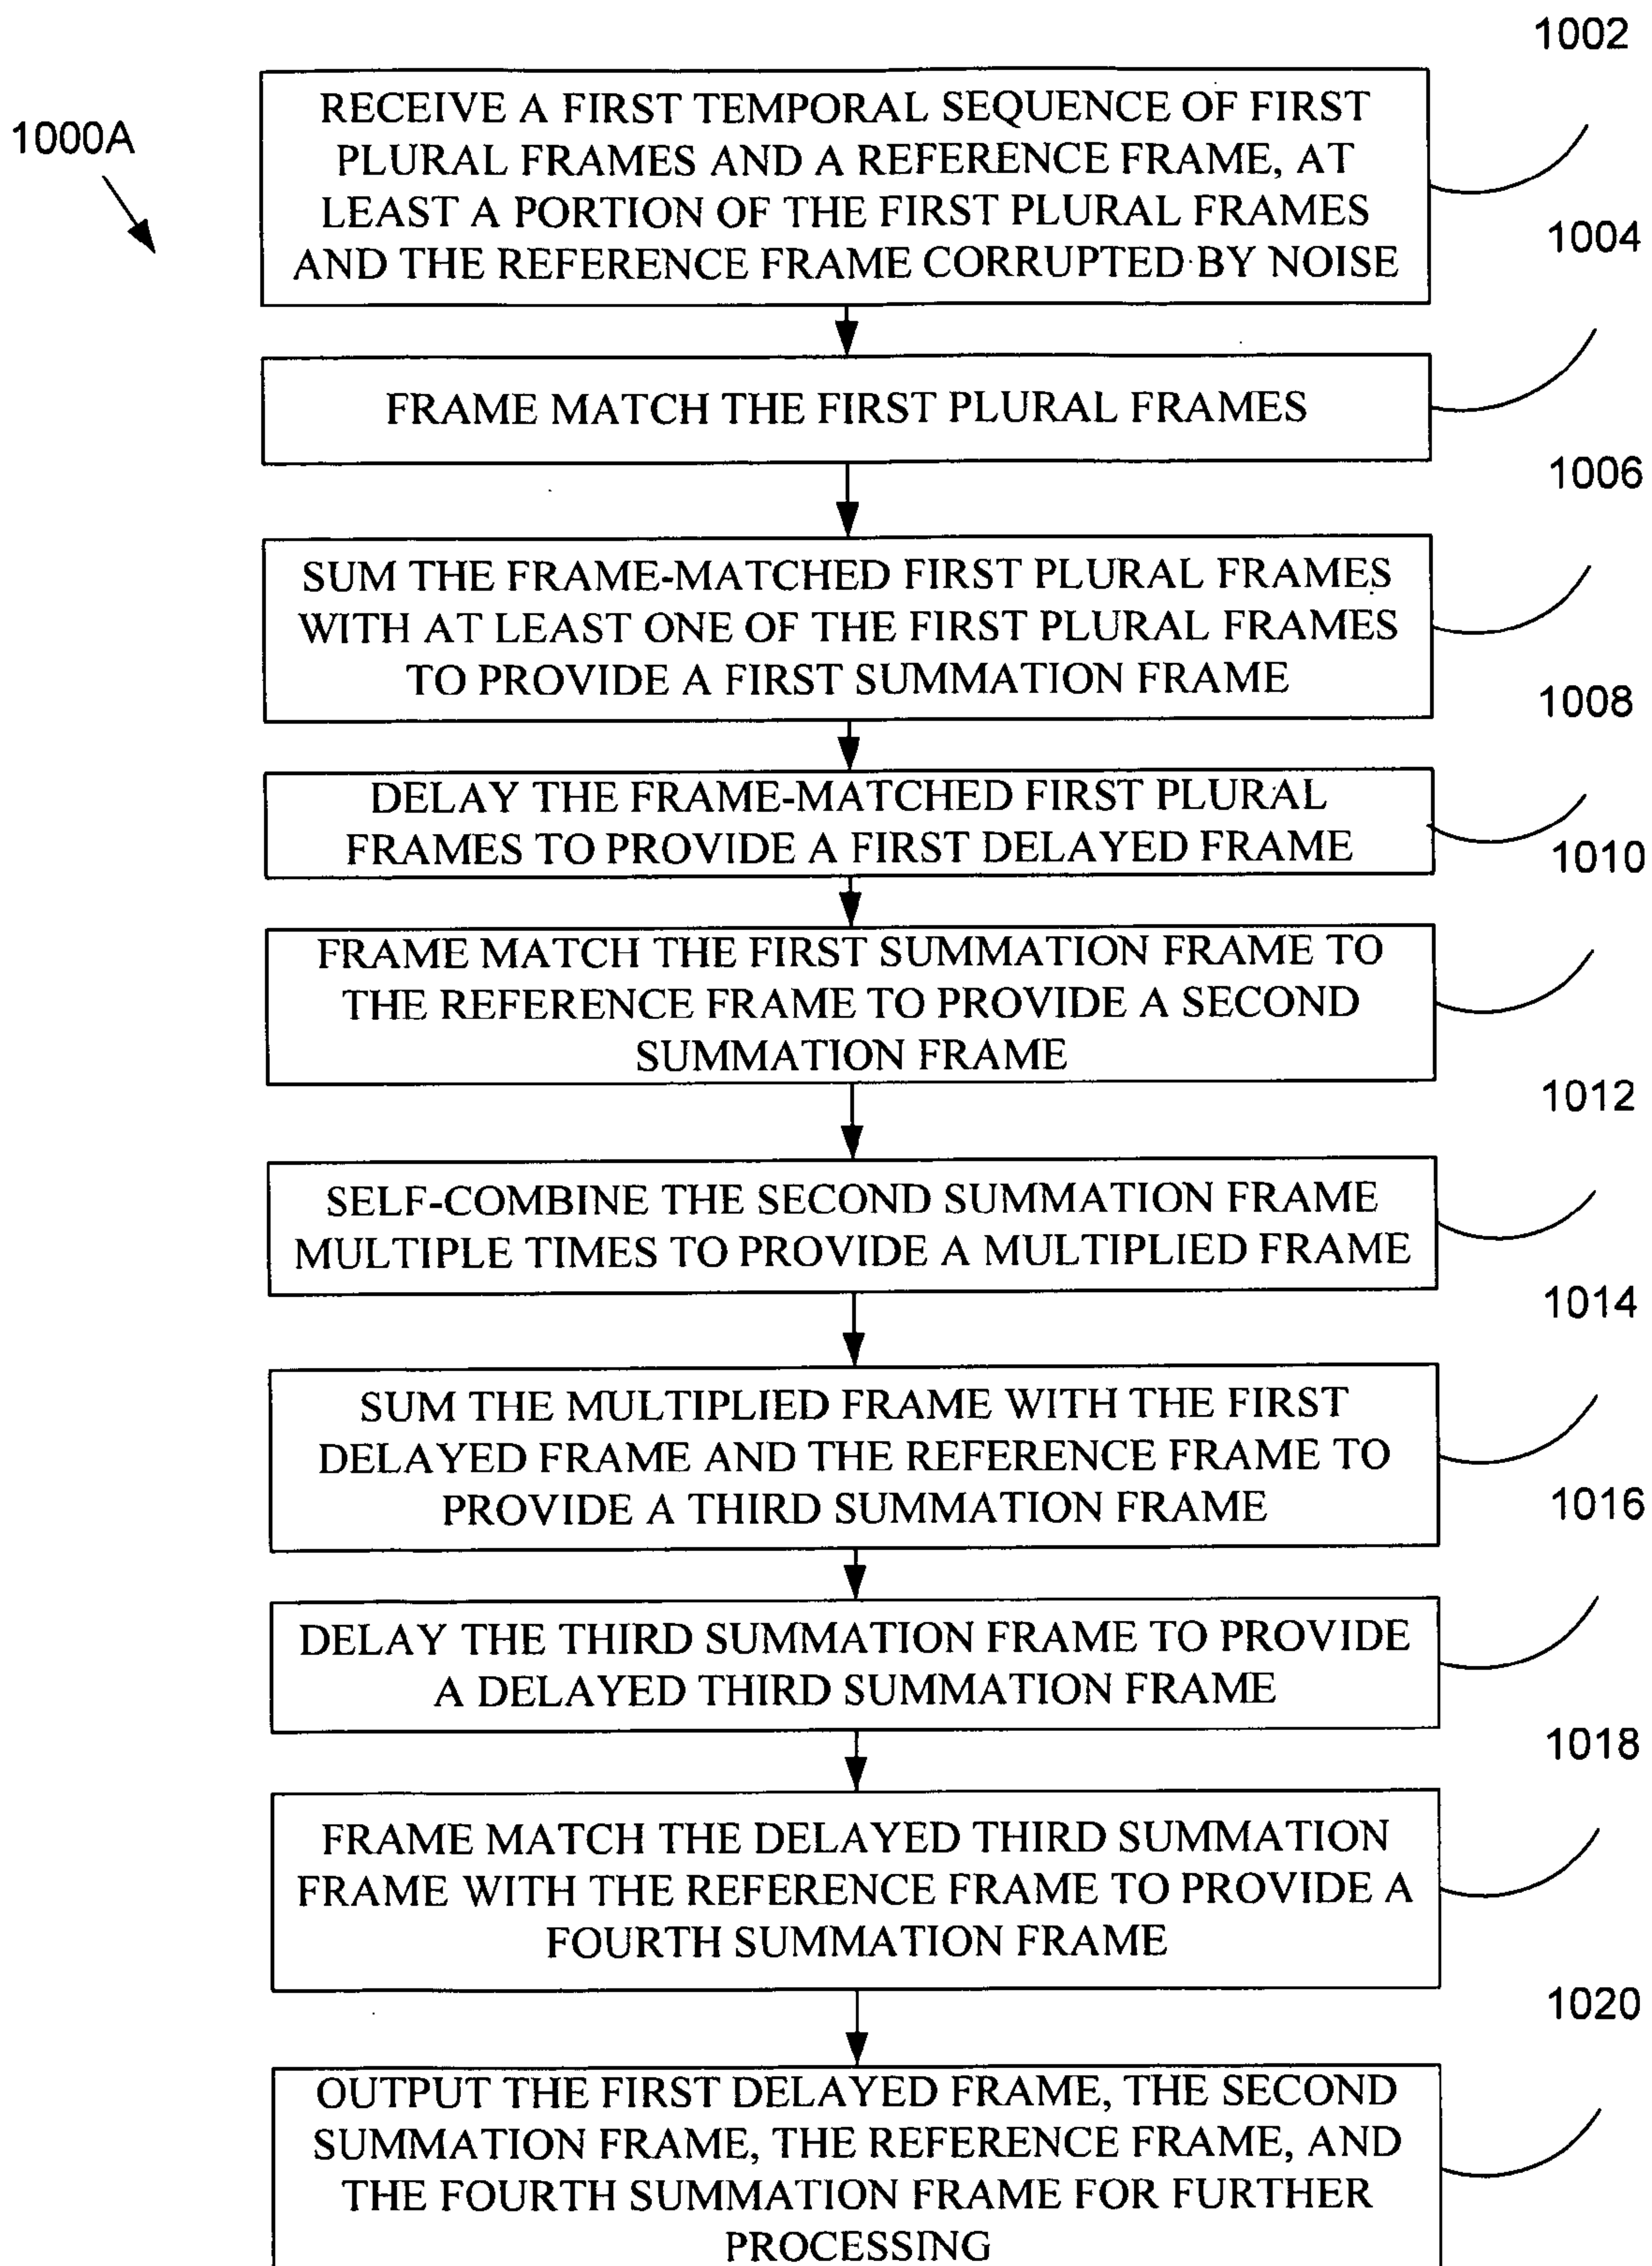 1002
1000A
RECEIVE A FIRST TEMPORAL SEQUENCE OF FIRST
PLURAL FRAMES AND A REFERENCE FRAME, AT
LEAST A PORTION OF THE FIRST PLURAL FRAMES
AND THE REFERENCE FRAME CORRUPTED BY NOISE
1004
FRAME MATCH THE FIRST PLURAL FRAMES
1006
SUM THE FRAME-MATCHED FIRST PLURAL FRAMES
WITH AT LEAST ONE OF THE FIRST PLURAL FRAMES
TO PROVIDE A FIRST SUMMATION FRAME
1008
DELAY THE FRAME-MATCHED FIRST PLURAL
FRAMES TO PROVIDE A FIRST DELAYED FRAME
1010
FRAME MATCH THE FIRST SUMMATION FRAME TO
THE REFERENCE FRAME TO PROVIDE A SECOND
SUMMATION FRAME
1012
SELF-COMBINE THE SECOND SUMMATION FRAME
MULTIPLE TIMES TO PROVIDE A MULTIPLIED FRAME
1014
SUM THE MULTIPLIED FRAME WITH THE FIRST
DELAYED FRAME AND THE REFERENCE FRAME TO
PROVIDE A THIRD SUMMATION FRAME
1016
DELAY THE THIRD SUMMATION FRAME TO PROVIDE
A DELAYED THIRD SUMMATION FRAME
1018
FRAME MATCH THE DELAYED THIRD SUMMATION
FRAME WITH THE REFERENCE FRAME TO PROVIDE A
FOURTH SUMMATION FRAME
1020
OUTPUT THE FIRST DELAYED FRAME, THE SECOND
SUMMATION FRAME, THE REFERENCE FRAME, AND
THE FOURTH SUMMATION FRAME FOR FURTHER
PROCESSING